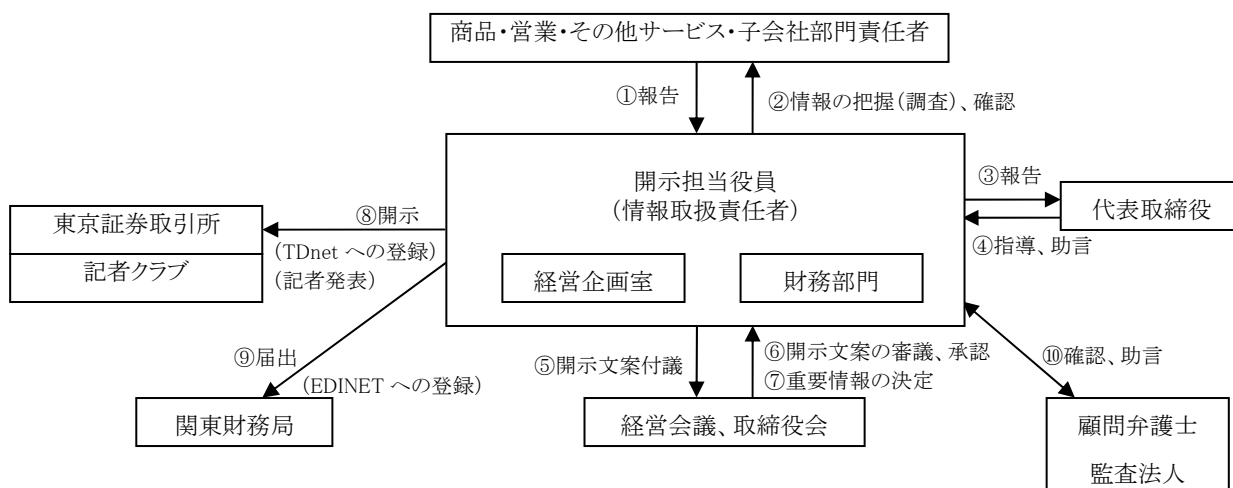 商品・営業・その他サービス・子会社部門責任者
①報告
②情報の把握(調査)、確認
開示担当役員
(情報取扱責任者)
③報告
代表取締役
④指導、助言
東京証券取引所
記者クラブ
⑧開示
(TDnet への登録)
(記者発表)
経営企画室
財務部門
⑨届出
(EDINET への登録)
関東財務局
⑤開示文案付議
⑥開示文案の審議、承認
⑦重要情報の決定
経営会議、取締役会
⑩確認、助言
顧問弁護士
監査法人